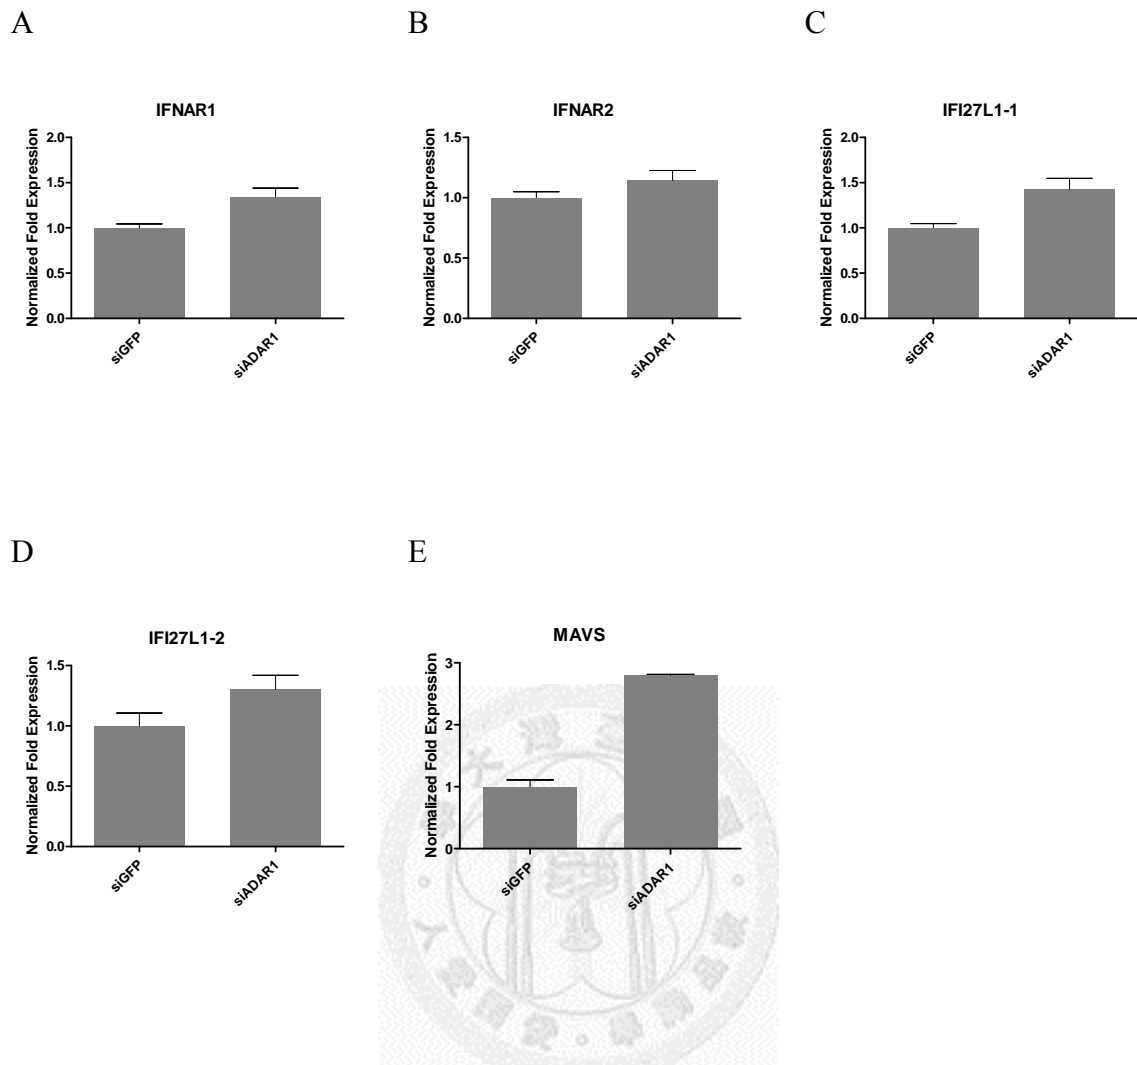 A
B
C
IFNAR1
Normalized Fold Expression
2.0
1.5
1.0
0.5
0.0
siGFP
siADAR1
IFNAR2
Normalized Fold Expression
1.5
1.0
0.5
0.0
siGFP
siADAR1
IFI27L1-1
Normalized Fold Expression
2.0
1.5
1.0
0.5
0.0
siGFP
siADAR1
D
E
IFI27L1-2
Normalized Fold Expression
1.5
1.0
0.5
0.0
siGFP
siADAR1
MAVS
Normalized Fold Expression
3
2
1
0
siGFP
siADAR1